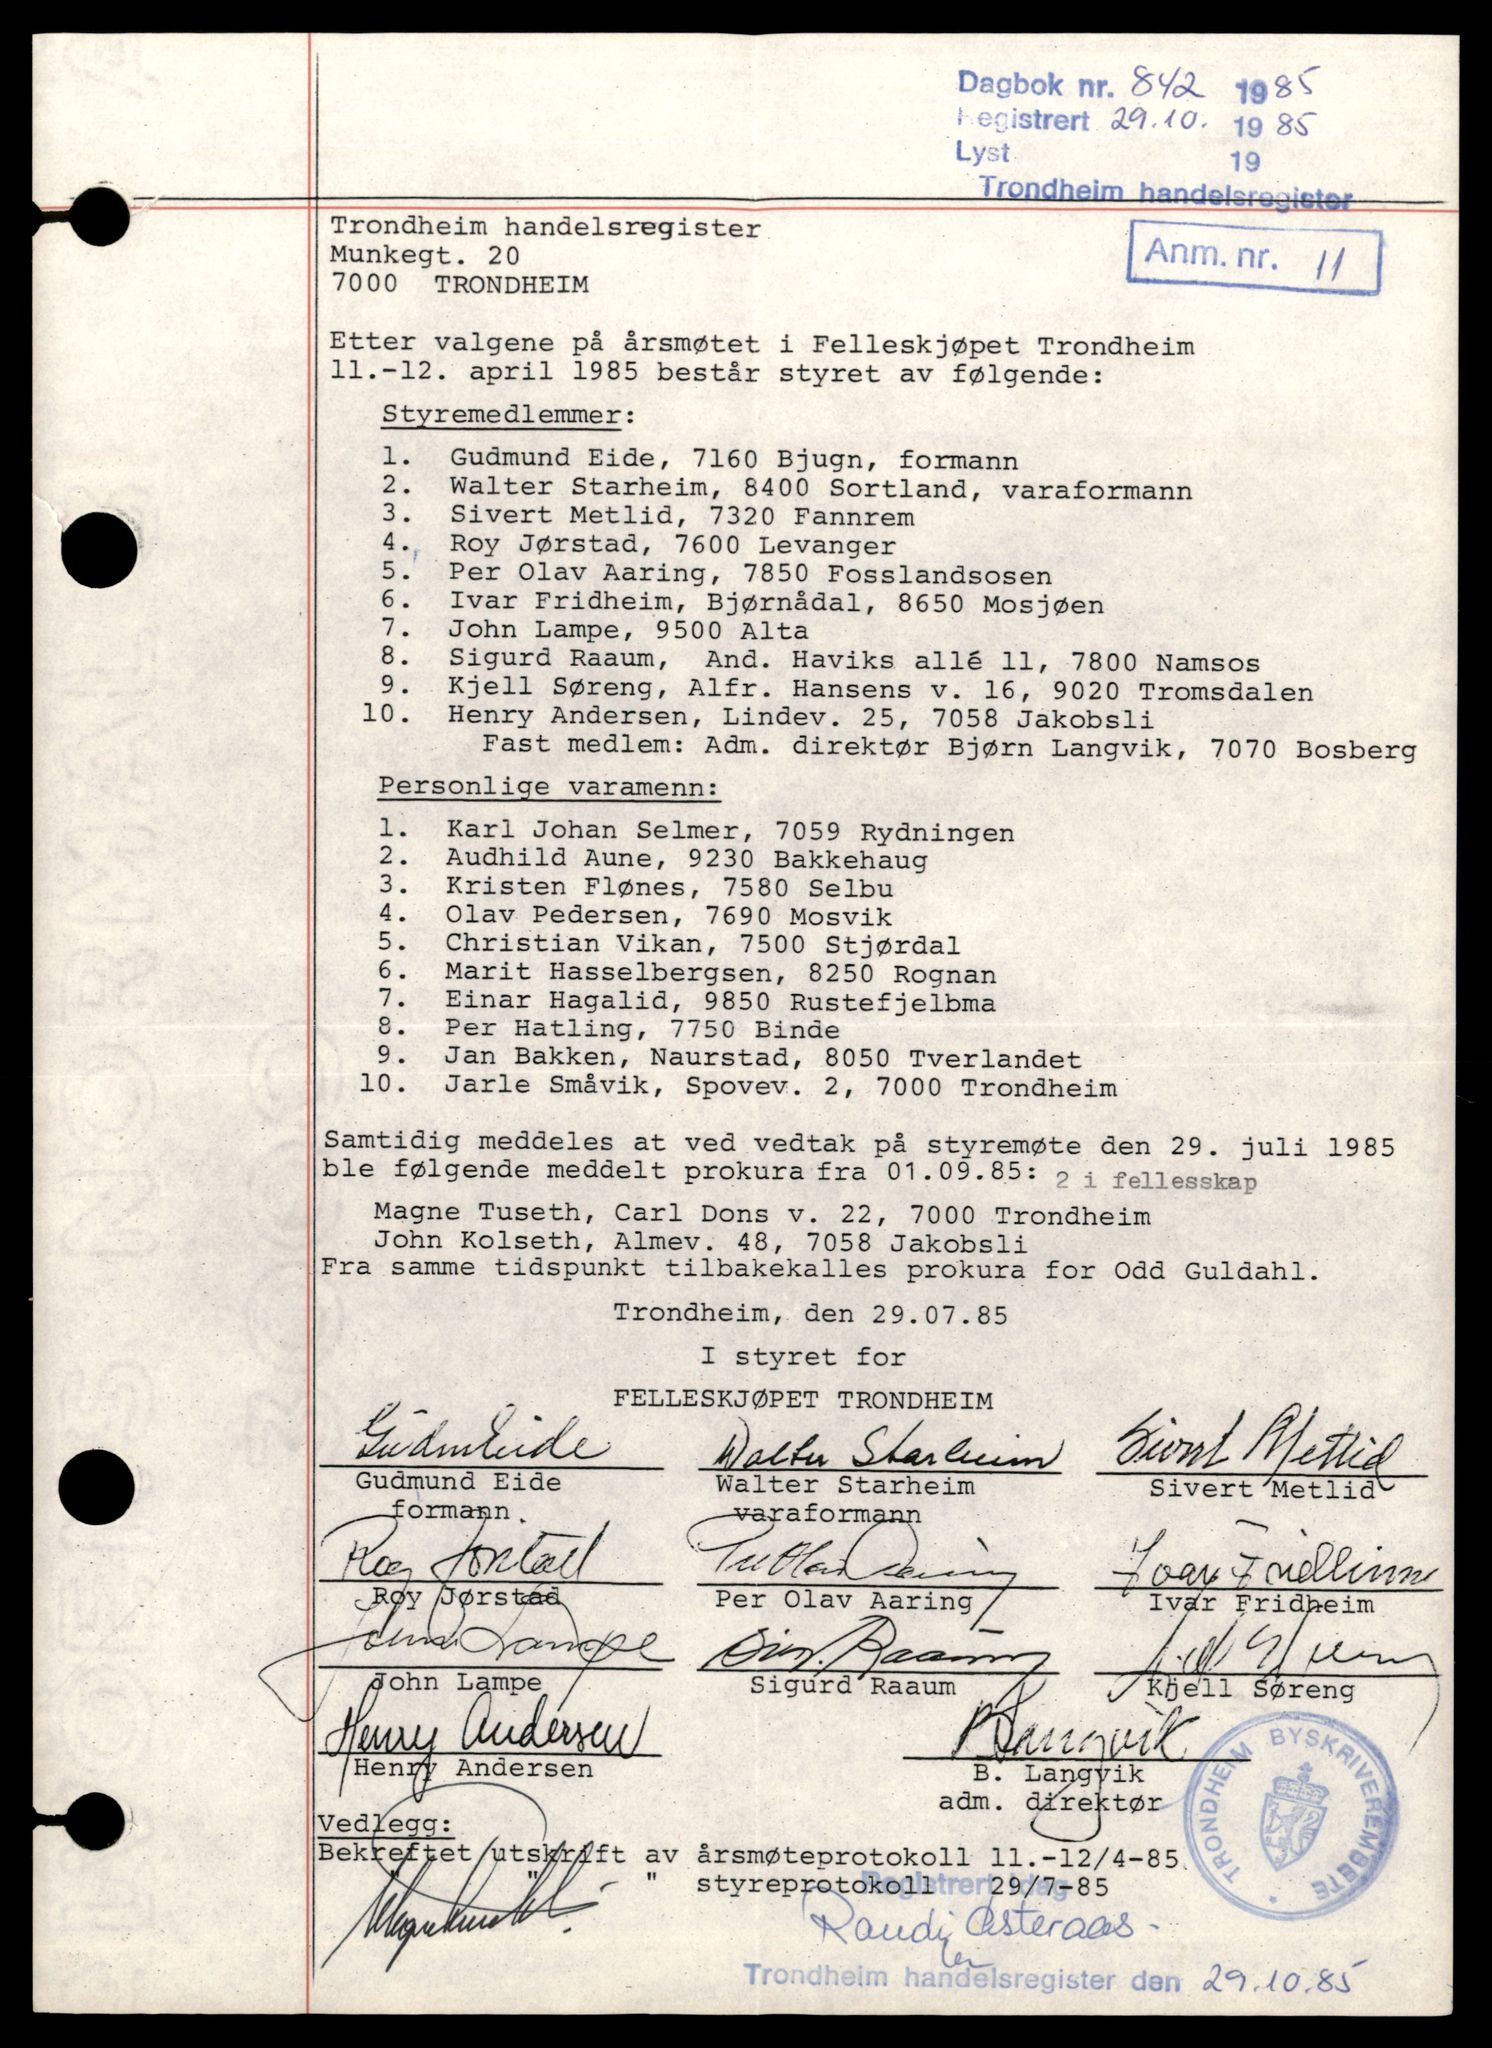 Dagbok nr. 842 1985
Registrert 29.10. 1985
Lyst 19
Trondheim handelsregister
Anm. nr. 11
Trondheim handelsregister
Munkegt. 20
7000 TRONDHEIM
Etter valgene på årsmøtet i Felleskjøpet Trondheim
11.-12. april 1985 består styret av følgende:
Styremedlemmer:
1. Gudmund Eide, 7160 Bjugn, formann
2. Walter Starheim, 8400 Sortland, varaformann
3. Sivert Metlid, 7320 Fannrem
4. Roy Jørstad, 7600 Levanger
5. Per Olav Aaring, 7850 Fosslandsosen
6. Ivar Fridheim, Bjørnådal, 8650 Mosjøen
7. John Lampe, 9500 Alta
8. Sigurd Raaum, And. Haviks allé 11, 7800 Namsos
9. Kjell Søreng, Alfr. Hansens v. 16, 9020 Tromsdalen
10. Henry Andersen, Lindev. 25, 7058 Jakobsli
Fast medlem: Adm. direktør Bjørn Langvik, 7070 Bosberg
Personlige varamenn:
1. Karl Johan Selmer, 7059 Rydningen
2. Audhild Aune, 9230 Bakkehaug
3. Kristen Flønes, 7580 Selbu
4. Olav Pedersen, 7690 Mosvik
5. Christian Vikan, 7500 Stjørdal
6. Marit Hasselbergsen, 8250 Rognan
7. Einar Hagalid, 9850 Rustefjelbma
8. Per Hatling, 7750 Binde
9. Jan Bakken, Naurstad, 8050 Tverlandet
10. Jarle Småvik, Spovev. 2, 7000 Trondheim
Samtidig meddeles at ved vedtak på styremøte den 29. juli 1985
ble følgende meddelt prokura fra 01.09.85: 2 i fellesskap
Magne Tuseth, Carl Dons v. 22, 7000 Trondheim
John Kolseth, Almev. 48, 7058 Jakobsli
Fra samme tidspunkt tilbakekalles prokura for Odd Guldahl.
Trondheim, den 29.07.85
I styret for
FELLESKJØPET TRONDHEIM
Gudm Eide Walter Starheim Sivert Metlid
Gudmund Eide Walter Starheim Sivert Metlid
formann. varaformann
Roy Jørstad Per Olav Aaring Ivar Fridheim
Roy Jørstad Per Olav Aaring Ivar Fridheim
John Lampe Sig. Raaum
John Lampe Sigurd Raaum Kjell Søreng
Henry Andersen B Langvik
Henry Andersen B. Langvik
adm. direktør
TRONDHEIM BYSKRIVEREMBETE
Vedlegg:
Bekreftet utskrift av årsmøteprotokoll 11.-12/4-85
" " " styreprotokoll 29/7-85
Registrert idag
Randi Østeraas
Trondheim handelsregister den 29.10.85